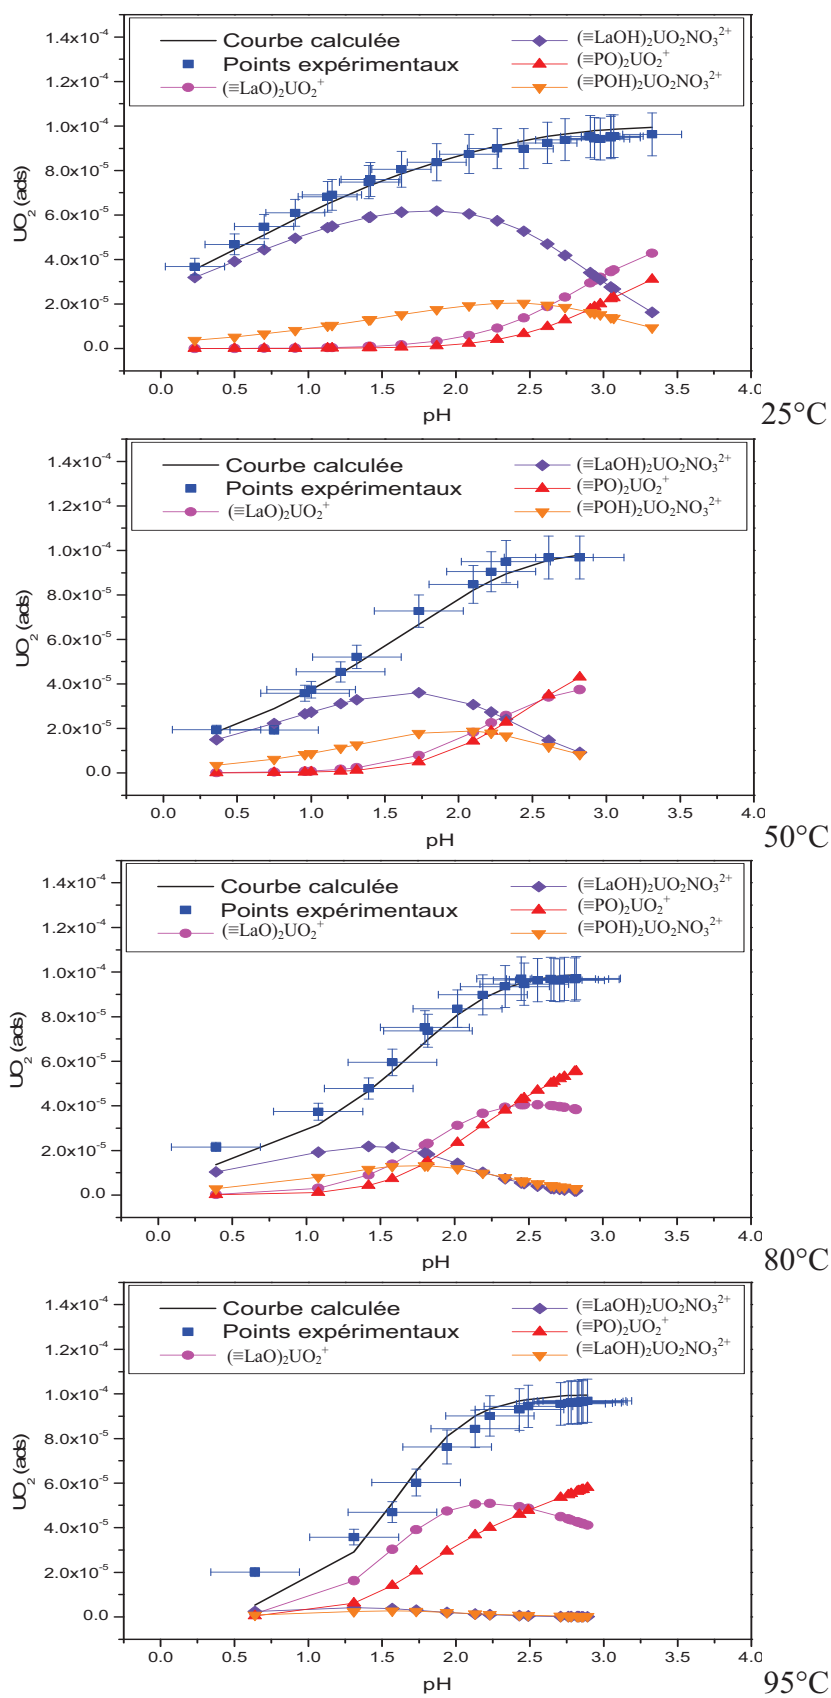 1.4x10⁻⁴
1.2x10⁻⁴
1.0x10⁻⁴
8.0x10⁻⁵
6.0x10⁻⁵
4.0x10⁻⁵
2.0x10⁻⁵
0.0
UO₂ (ads)
Courbe calculée
Points expérimentaux
(≡LaO)₂UO₂⁺
(≡LaOH)₂UO₂NO₃²⁺
(≡PO)₂UO₂⁺
(≡POH)₂UO₂NO₃²⁺
0.0 0.5 1.0 1.5 2.0 2.5 3.0 3.5 4.0
pH
25°C
1.4x10⁻⁴
1.2x10⁻⁴
1.0x10⁻⁴
8.0x10⁻⁵
6.0x10⁻⁵
4.0x10⁻⁵
2.0x10⁻⁵
0.0
UO₂ (ads)
Courbe calculée
Points expérimentaux
(≡LaO)₂UO₂⁺
(≡LaOH)₂UO₂NO₃²⁺
(≡PO)₂UO₂⁺
(≡POH)₂UO₂NO₃²⁺
0.0 0.5 1.0 1.5 2.0 2.5 3.0 3.5 4.0
pH
50°C
1.4x10⁻⁴
1.2x10⁻⁴
1.0x10⁻⁴
8.0x10⁻⁵
6.0x10⁻⁵
4.0x10⁻⁵
2.0x10⁻⁵
0.0
UO₂ (ads)
Courbe calculée
Points expérimentaux
(≡LaO)₂UO₂⁺
(≡LaOH)₂UO₂NO₃²⁺
(≡PO)₂UO₂⁺
(≡POH)₂UO₂NO₃²⁺
0.0 0.5 1.0 1.5 2.0 2.5 3.0 3.5 4.0
pH
80°C
1.4x10⁻⁴
1.2x10⁻⁴
1.0x10⁻⁴
8.0x10⁻⁵
6.0x10⁻⁵
4.0x10⁻⁵
2.0x10⁻⁵
0.0
UO₂ (ads)
Courbe calculée
Points expérimentaux
(≡LaO)₂UO₂⁺
(≡LaOH)₂UO₂NO₃²⁺
(≡PO)₂UO₂⁺
(≡LaOH)₂UO₂NO₃²⁺
0.0 0.5 1.0 1.5 2.0 2.5 3.0 3.5 4.0
pH
95°C